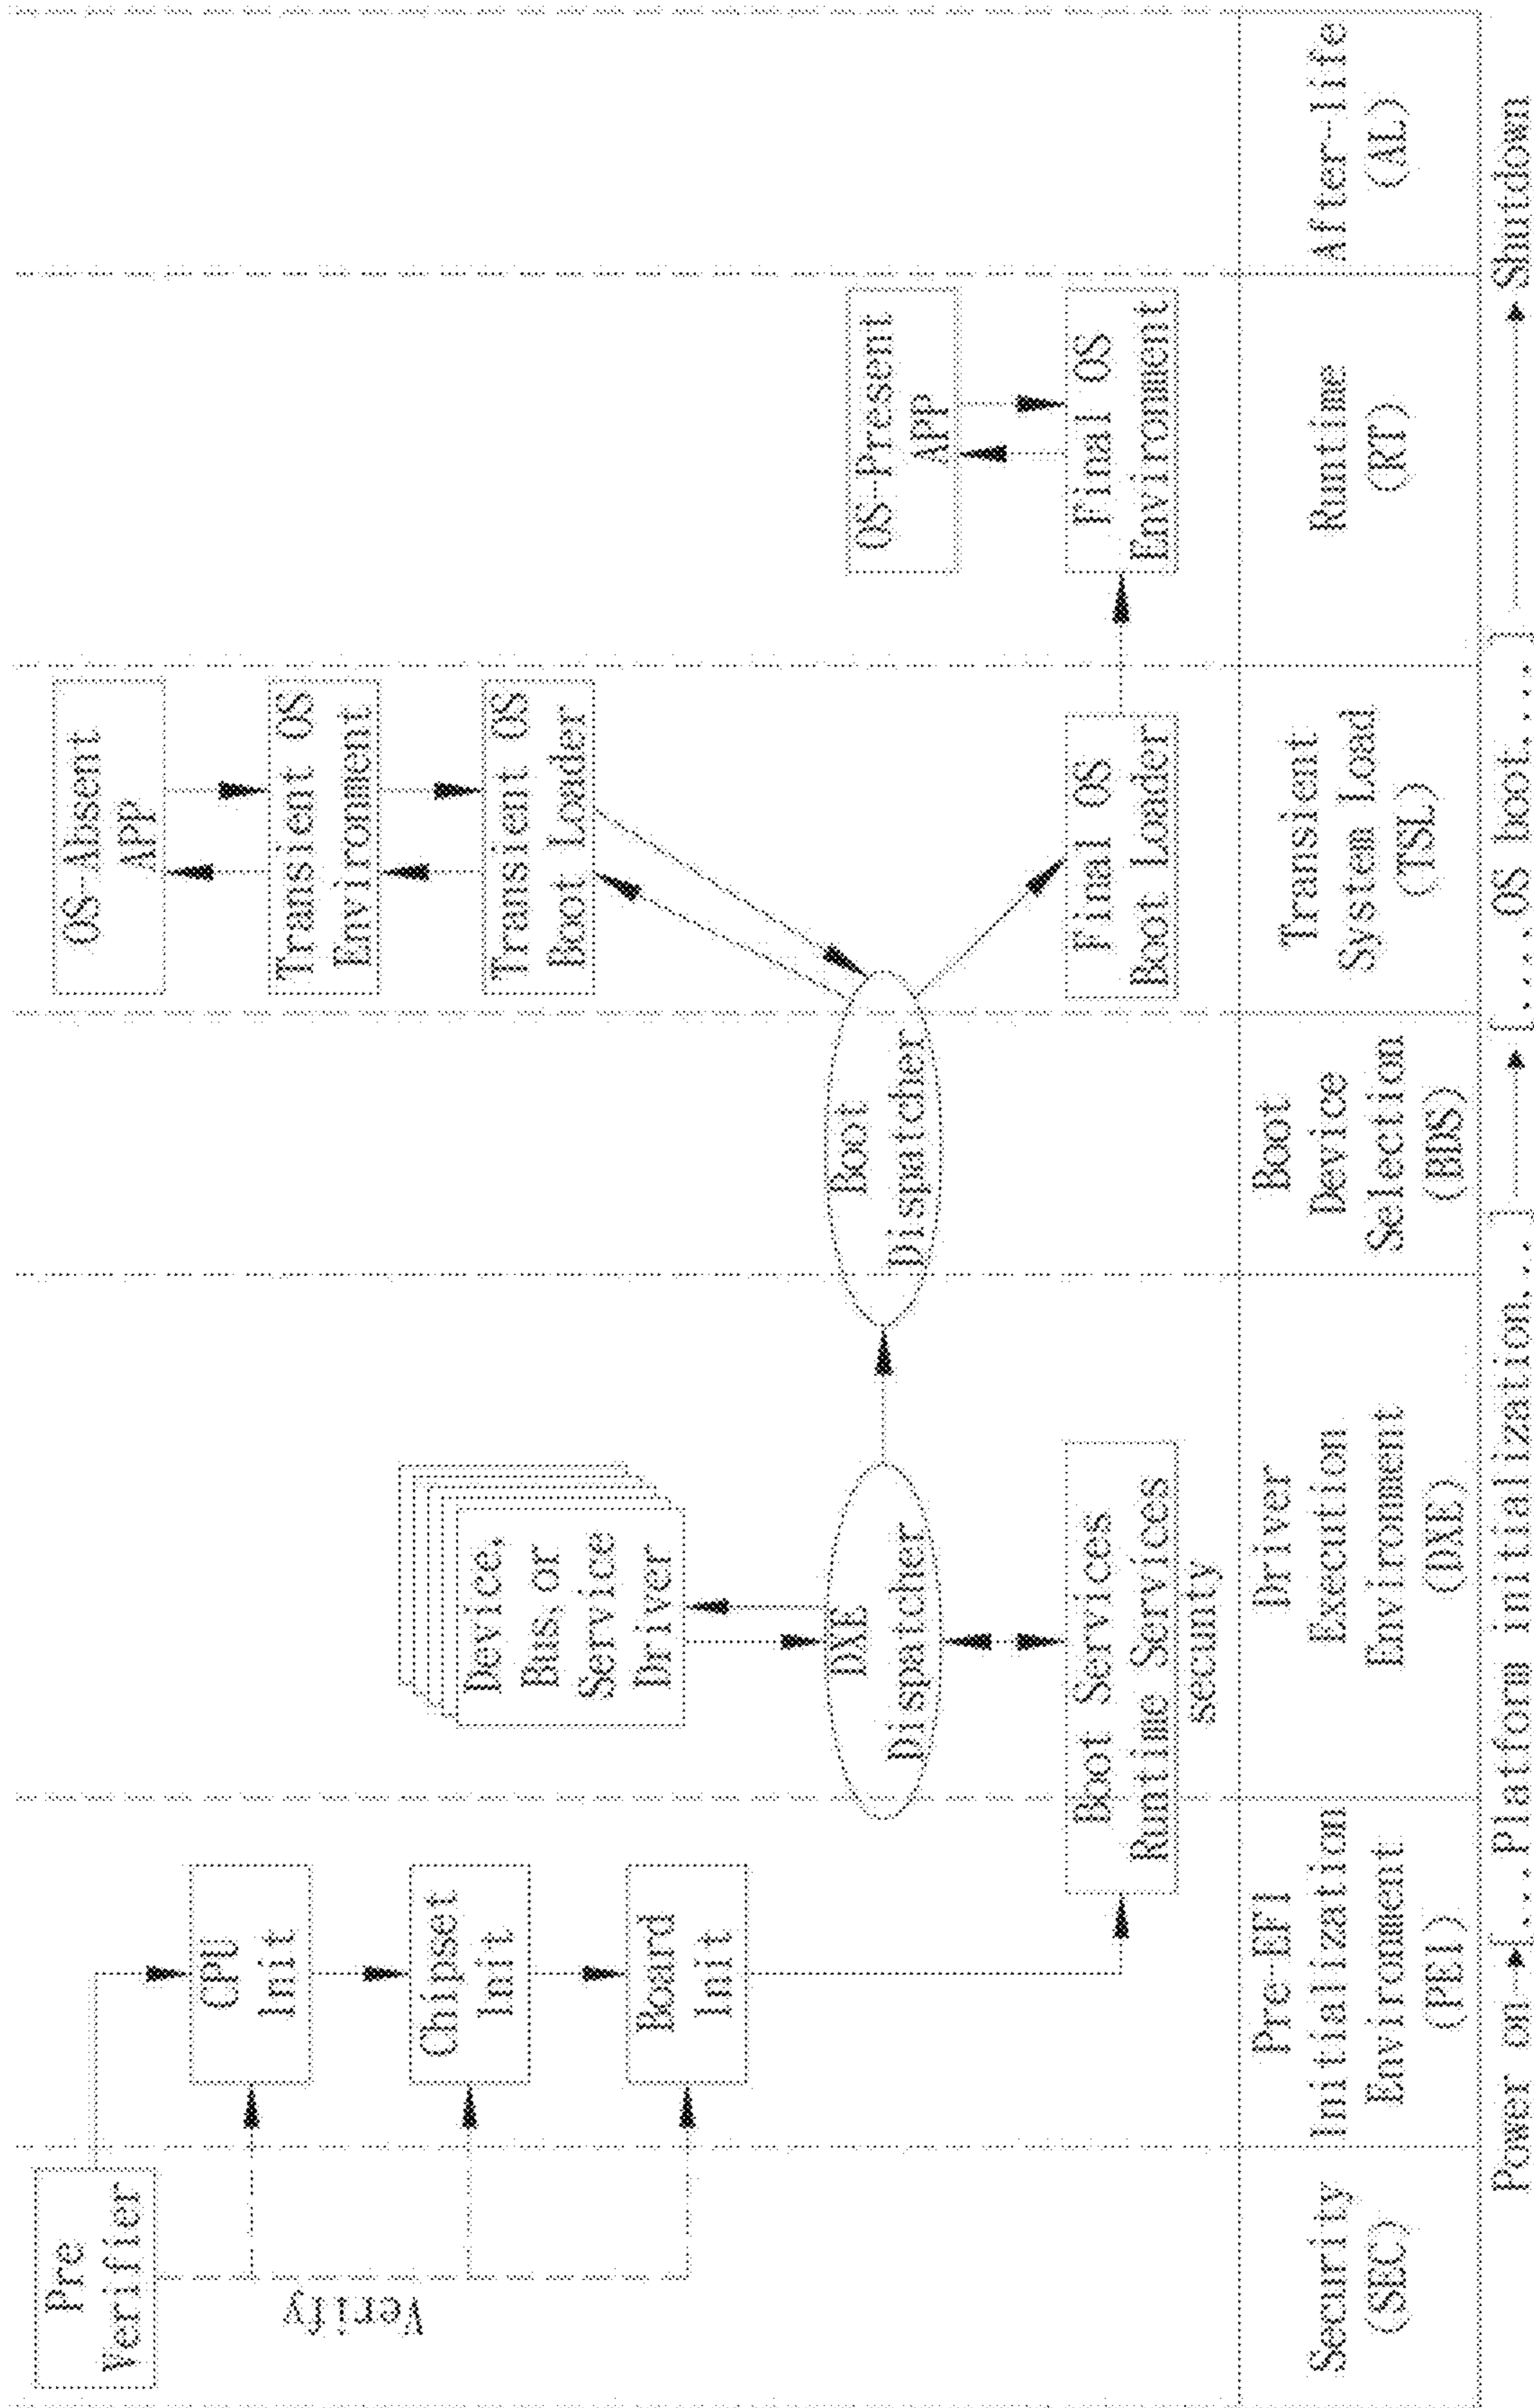 Pre
Verifier
Verify
CPU
Init
Chipset
Init
Board
Init
Device,
Bus, or
Service
Driver
DXE
Dispatcher
Boot Services
Runtime Services
secunty
Boot
Dispatcher
OS-Absent
APP
Transient OS
Environment
Transient OS
Boot Loader
Final OS
Boot Loader
OS-Present
APP
Final OS
Environment
Security
(SEC)
Pre-EFI
Initialization
Environment
(PEI)
Driver
Execution
Environment
(DXE)
Boot
Device
Selection
(BDS)
Transient
System Load
(TSL)
Runtime
(RT)
After-life
(AL)
Power on
[...Platform initialization...]
[....OS boot....]
Shutdown